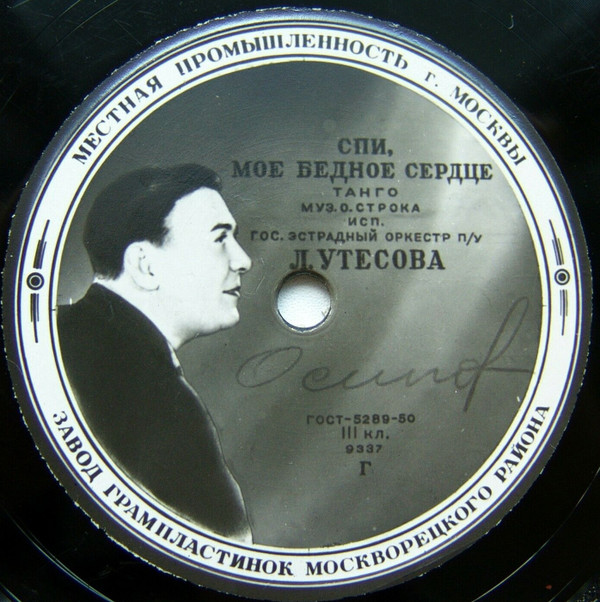 МЕСТНАЯ ПРОМЫШЛЕННОСТЬ г. МОСКВЫ
СПИ,
МОЕ БЕДНОЕ СЕРДЦЕ
ТАНГО
МУЗ. О. СТРОКА
ИСП.
ГОС. ЭСТРАДНЫЙ ОРКЕСТР П/У
Л. УТЕСОВА
Осипов
ГОСТ-5289-50
III КЛ.
9337
Г
ЗАВОД ГРАМПЛАСТИНОК МОСКВОРЕЦКОГО РАЙОНА